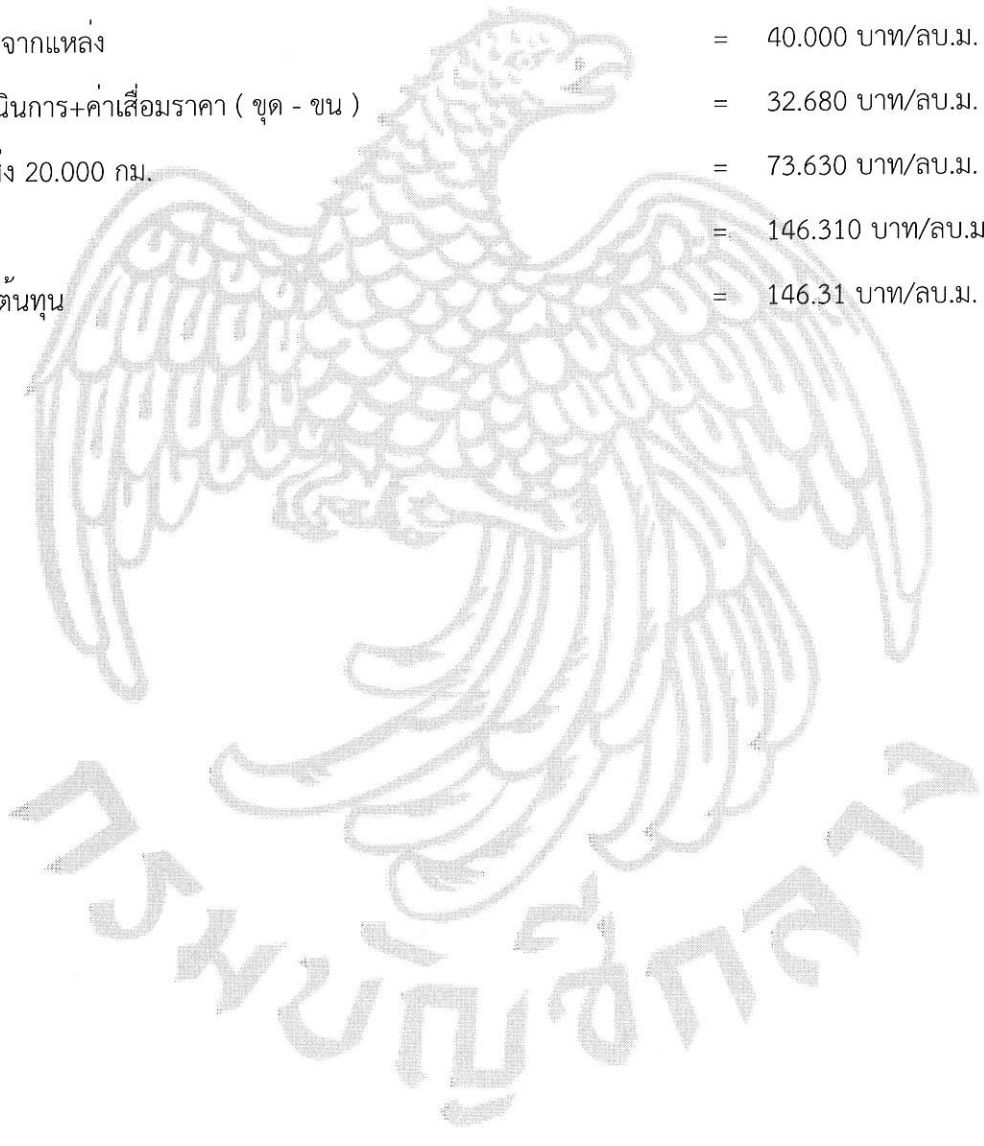 จากแหล่ง = 40.000 บาท/ลบ.ม.
นินการ+ค่าเสื่อมราคา ( ขุด - ขน ) = 32.680 บาท/ลบ.ม.
ส่ง 20.000 กม. = 73.630 บาท/ลบ.ม.
= 146.310 บาท/ลบ.ม
ต้นทุน = 146.31 บาท/ลบ.ม.
กรมบัญชีกลาง